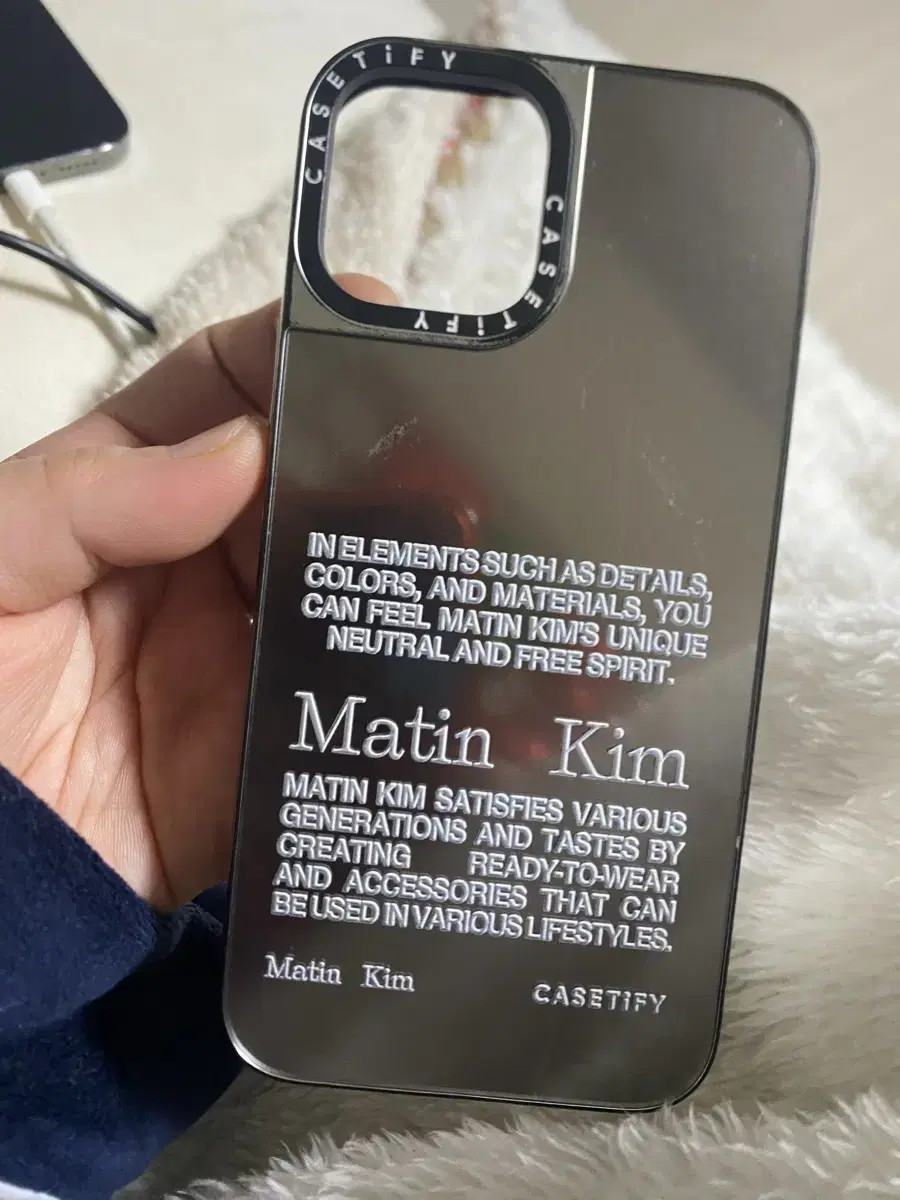 CASETiFY
CASETiFY
IN ELEMENTS SUCH AS DETAILS,
COLORS, AND MATERIALS, YOU
CAN FEEL MATIN KIM'S UNIQUE
NEUTRAL AND FREE SPIRIT.
Matin Kim
MATIN KIM SATISFIES VARIOUS
GENERATIONS AND TASTES BY
CREATING READY-TO-WEAR
AND ACCESSORIES THAT CAN
BE USED IN VARIOUS LIFESTYLES.
Matin Kim CASETiFY